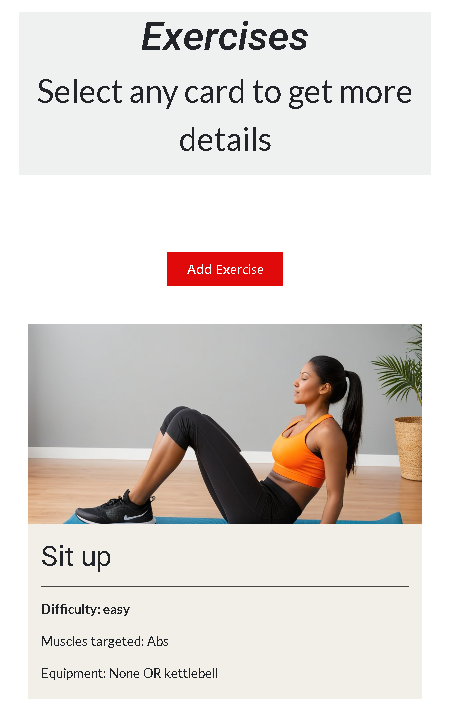 Exercises
Select any card to get more
details
Add Exercise
Sit up
Difficulty: easy
Muscles targeted: Abs
Equipment: None OR kettlebell